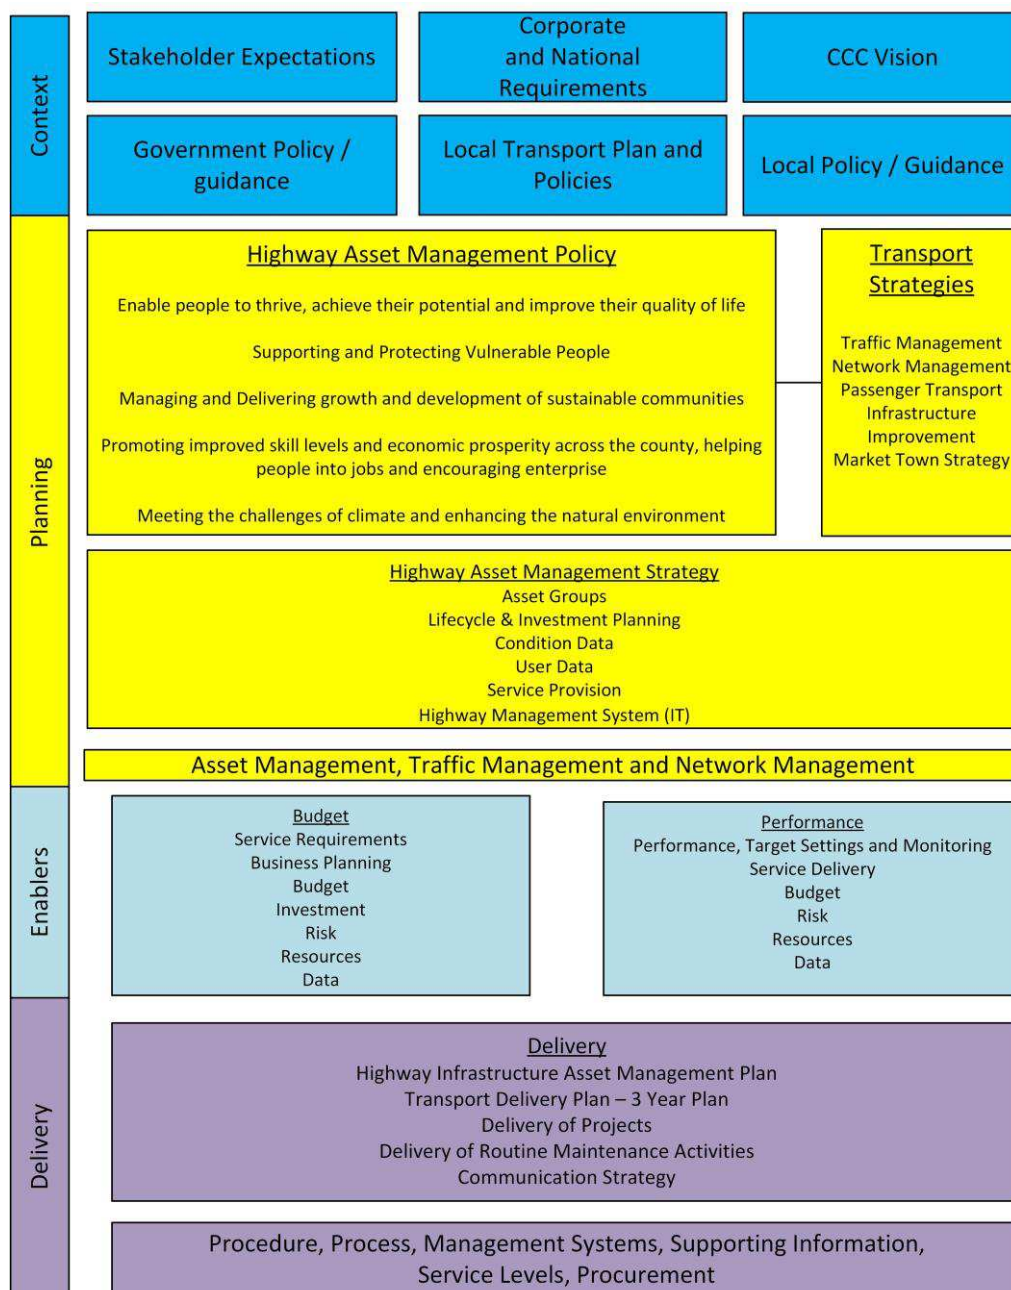 Context
Stakeholder Expectations
Corporate
and National
Requirements
CCC Vision
Government Policy /
guidance
Local Transport Plan and
Policies
Local Policy / Guidance
Planning
Highway Asset Management Policy
Enable people to thrive, achieve their potential and improve their quality of life
Supporting and Protecting Vulnerable People
Managing and Delivering growth and development of sustainable communities
Promoting improved skill levels and economic prosperity across the county, helping
people into jobs and encouraging enterprise
Meeting the challenges of climate and enhancing the natural environment
Transport
Strategies
Traffic Management
Network Management
Passenger Transport
Infrastructure
Improvement
Market Town Strategy
Highway Asset Management Strategy
Asset Groups
Lifecycle & Investment Planning
Condition Data
User Data
Service Provision
Highway Management System (IT)
Asset Management, Traffic Management and Network Management
Enablers
Budget
Service Requirements
Business Planning
Budget
Investment
Risk
Resources
Data
Performance
Performance, Target Settings and Monitoring
Service Delivery
Budget
Risk
Resources
Data
Delivery
Delivery
Highway Infrastructure Asset Management Plan
Transport Delivery Plan – 3 Year Plan
Delivery of Projects
Delivery of Routine Maintenance Activities
Communication Strategy
Procedure, Process, Management Systems, Supporting Information,
Service Levels, Procurement